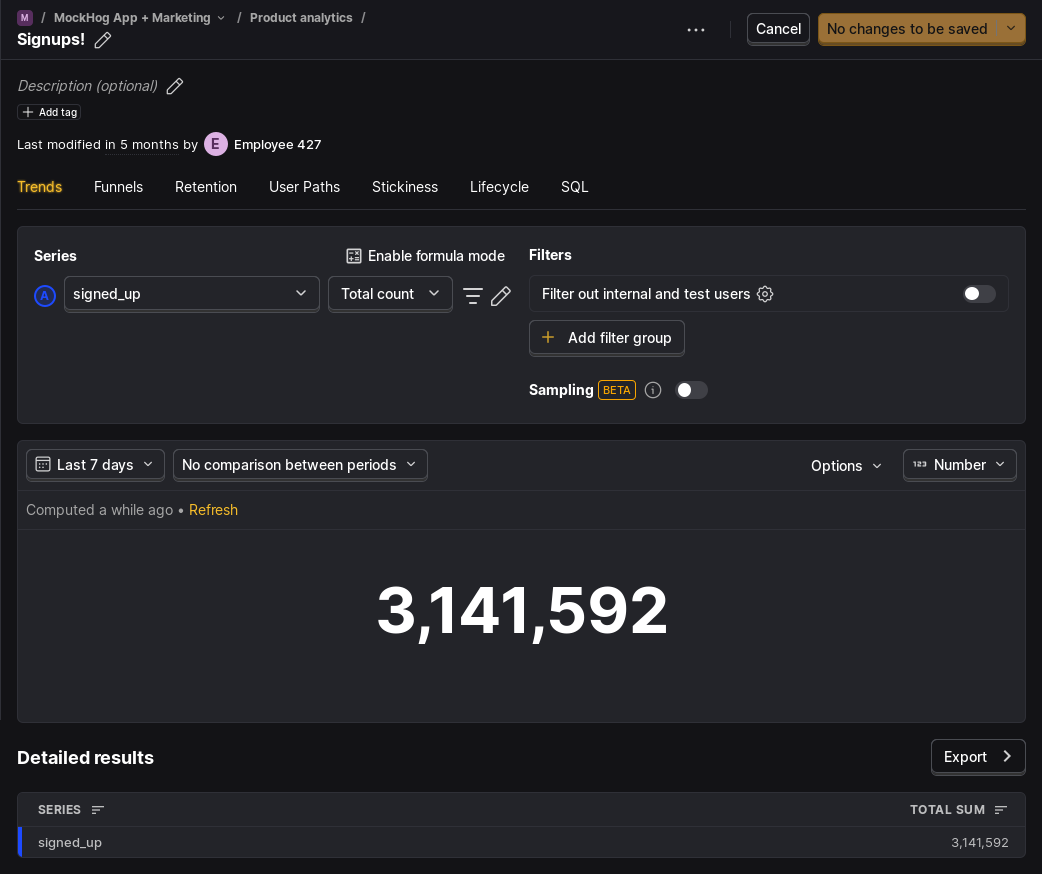 M / MockHog App + Marketing / Product analytics /
Signups!
Cancel
No changes to be saved
Description (optional)
Add tag
Last modified in 5 months by E Employee 427
Trends Funnels Retention User Paths Stickiness Lifecycle SQL
Series
Enable formula mode
A signed_up Total count
Filters
Filter out internal and test users
Add filter group
Sampling BETA
Last 7 days No comparison between periods Options 123 Number
Computed a while ago • Refresh
3,141,592
Detailed results
Export
SERIES TOTAL SUM
signed_up 3,141,592